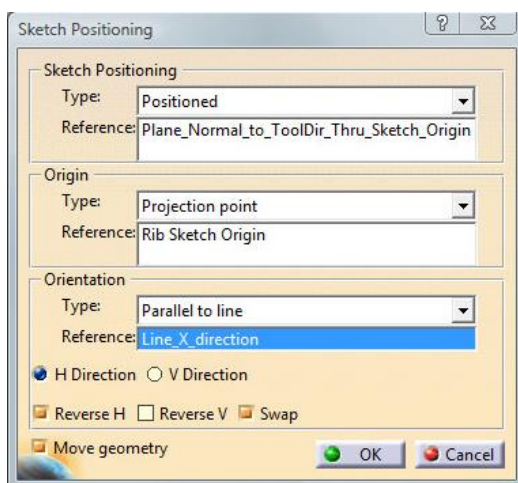 Sketch Positioning
Sketch Positioning
Type: Positioned
Reference: Plane_Normal_to_ToolDir_Thru_Sketch_Origin
Origin
Type: Projection point
Reference: Rib Sketch Origin
Orientation
Type: Parallel to line
Reference: Line_X_direction
H Direction V Direction
Reverse H Reverse V Swap
Move geometry OK Cancel